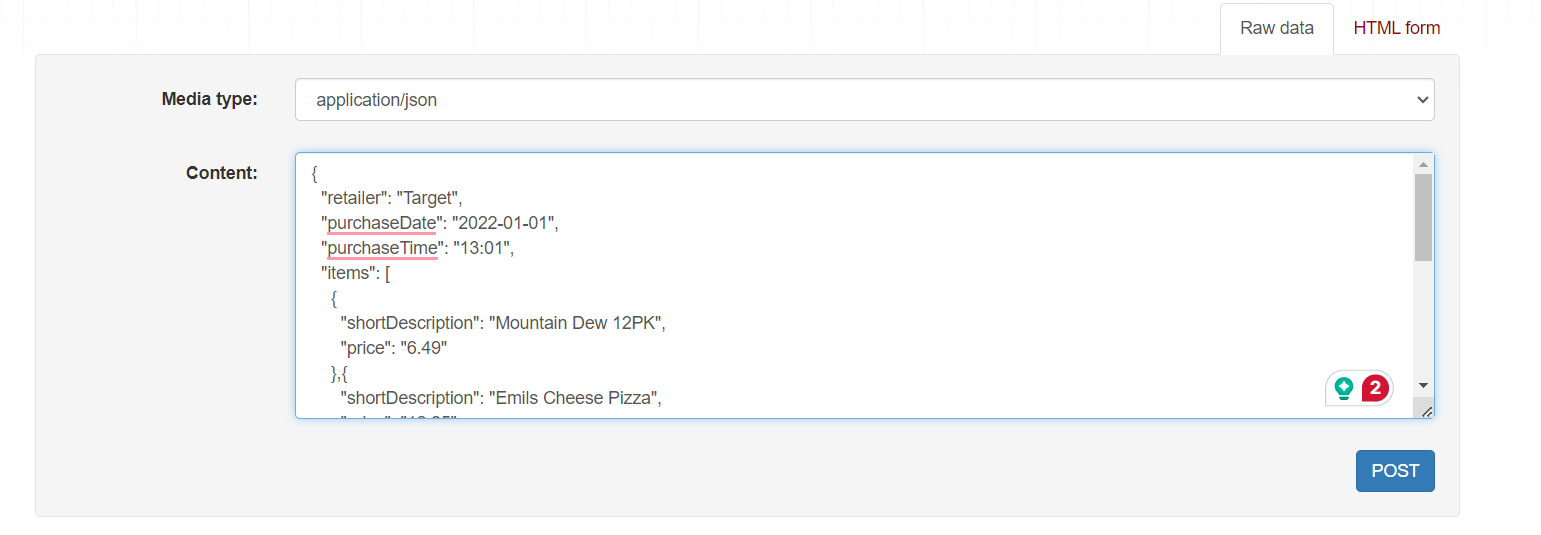 Raw data
HTML form
Media type:
application/json
Content:
{
"retailer": "Target",
"purchaseDate": "2022-01-01",
"purchaseTime": "13:01",
"items": [
{
"shortDescription": "Mountain Dew 12PK",
"price": "6.49"
},{
"shortDescription": "Emils Cheese Pizza",
2
POST